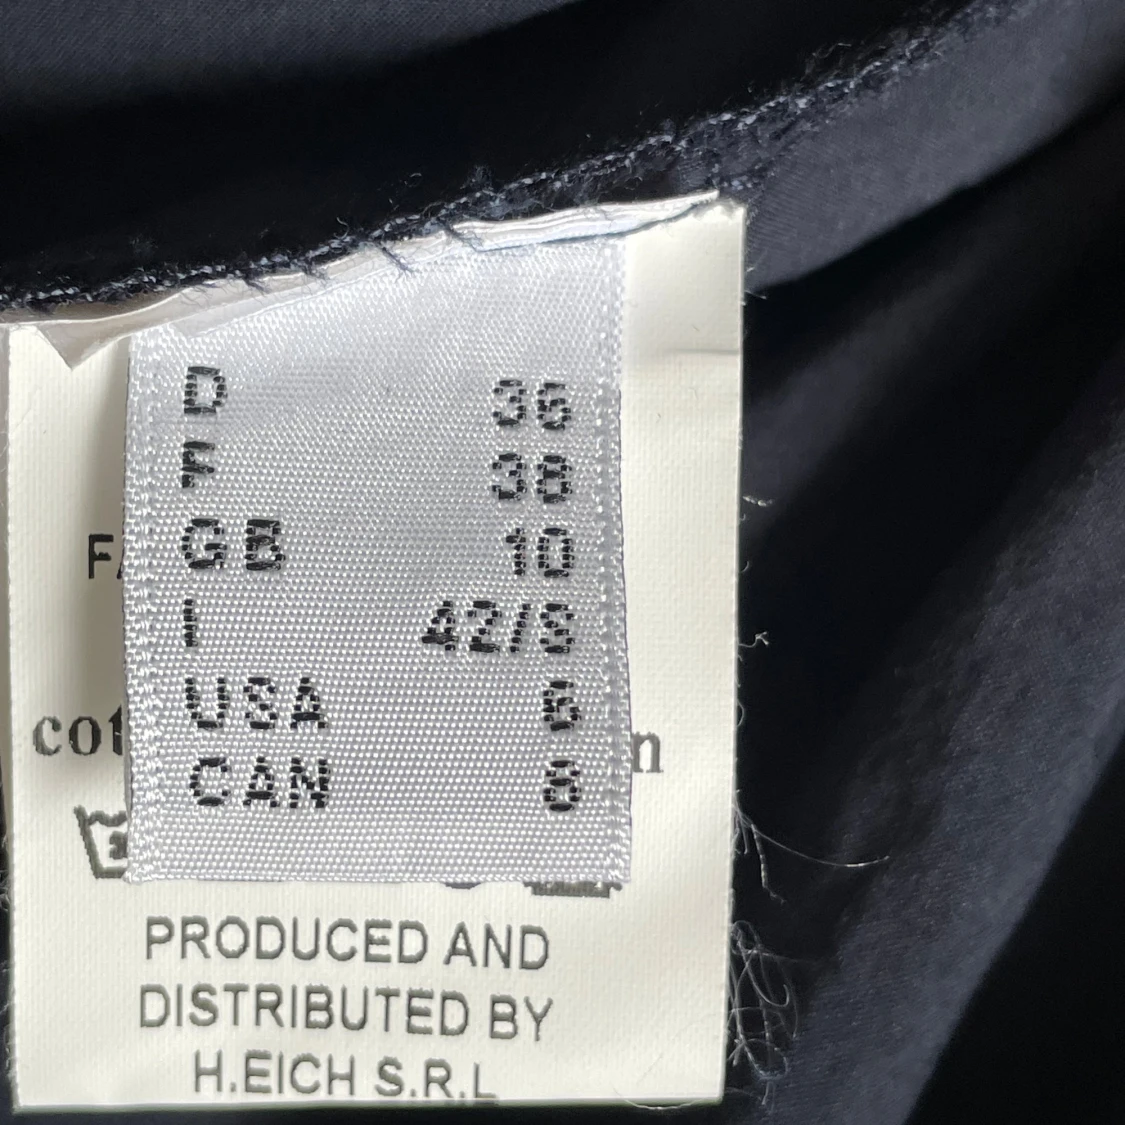 D 36
F 38
GB 10
I 42/S
USA 6
CAN 8
PRODUCED AND
DISTRIBUTED BY
H.EICH S.R.L